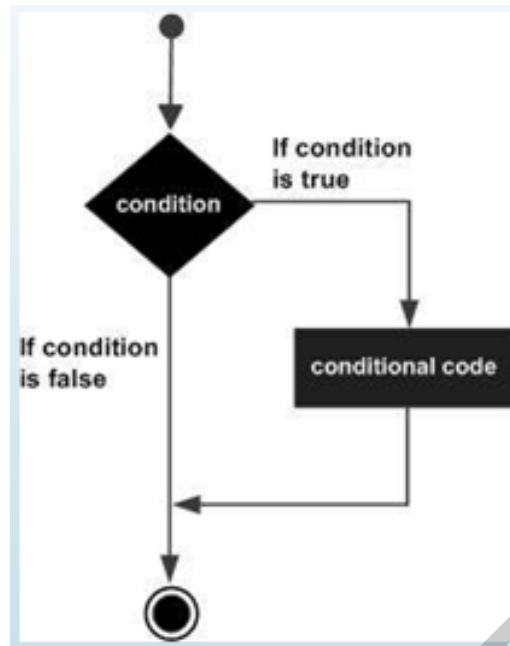 If condition
is true
condition
If condition
is false
conditional code